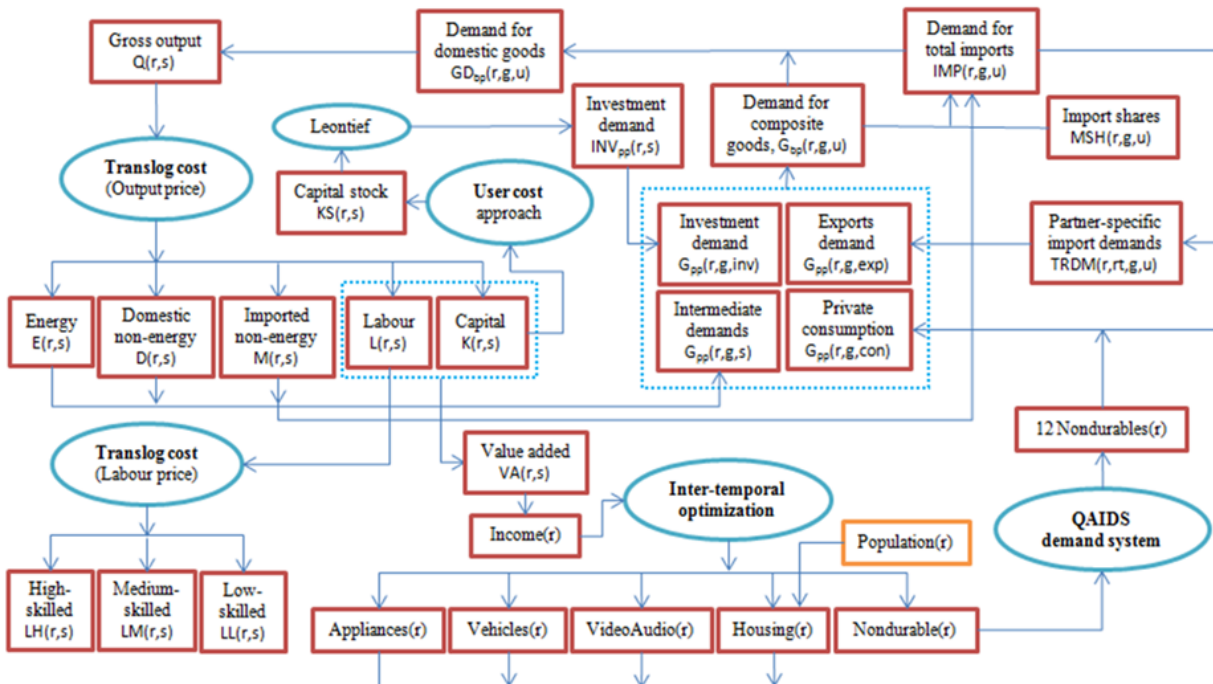 Gross output
Q(r,s)
Demand for
domestic goods
GDbp(r,g,u)
Demand for
total imports
IMP(r,g,u)
Leontief
Investment
demand
INVpp(r,s)
Demand for
composite
goods, Gbp(r,g,u)
Import shares
MSH(r,g,u)
Translog cost
(Output price)
Capital stock
KS(r,s)
User cost
approach
Investment
demand
Gpp(r,g,inv)
Exports
demand
Gpp(r,g,exp)
Partner-specific
import demands
TRDM(r,rt,g,u)
Energy
E(r,s)
Domestic
non-energy
D(r,s)
Imported
non-energy
M(r,s)
Labour
L(r,s)
Capital
K(r,s)
Intermediate
demands
Gpp(r,g,s)
Private
consumption
Gpp(r,g,con)
Translog cost
(Labour price)
Value added
VA(r,s)
12 Nondurables(r)
Income(r)
Inter-temporal
optimization
Population(r)
QAIDS
demand system
High-
skilled
LH(r,s)
Medium-
skilled
LM(r,s)
Low-
skilled
LL(r,s)
Appliances(r)
Vehicles(r)
VideoAudio(r)
Housing(r)
Nondurable(r)